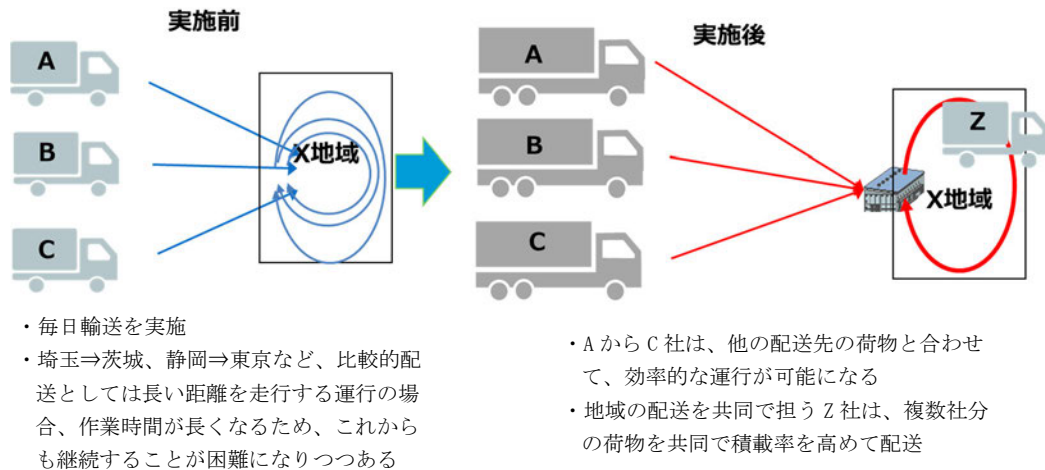 実施前
A
B
C
X地域
・毎日輸送を実施
・埼玉⇒茨城、静岡⇒東京など、比較的配
送としては長い距離を走行する運行の場
合、作業時間が長くなるため、これから
も継続することが困難になりつつある
実施後
A
B
C
Z
X地域
・AからC社は、他の配送先の荷物と合わせ
て、効率的な運行が可能になる
・地域の配送を共同で担うZ社は、複数社分
の荷物を共同で積載率を高めて配送